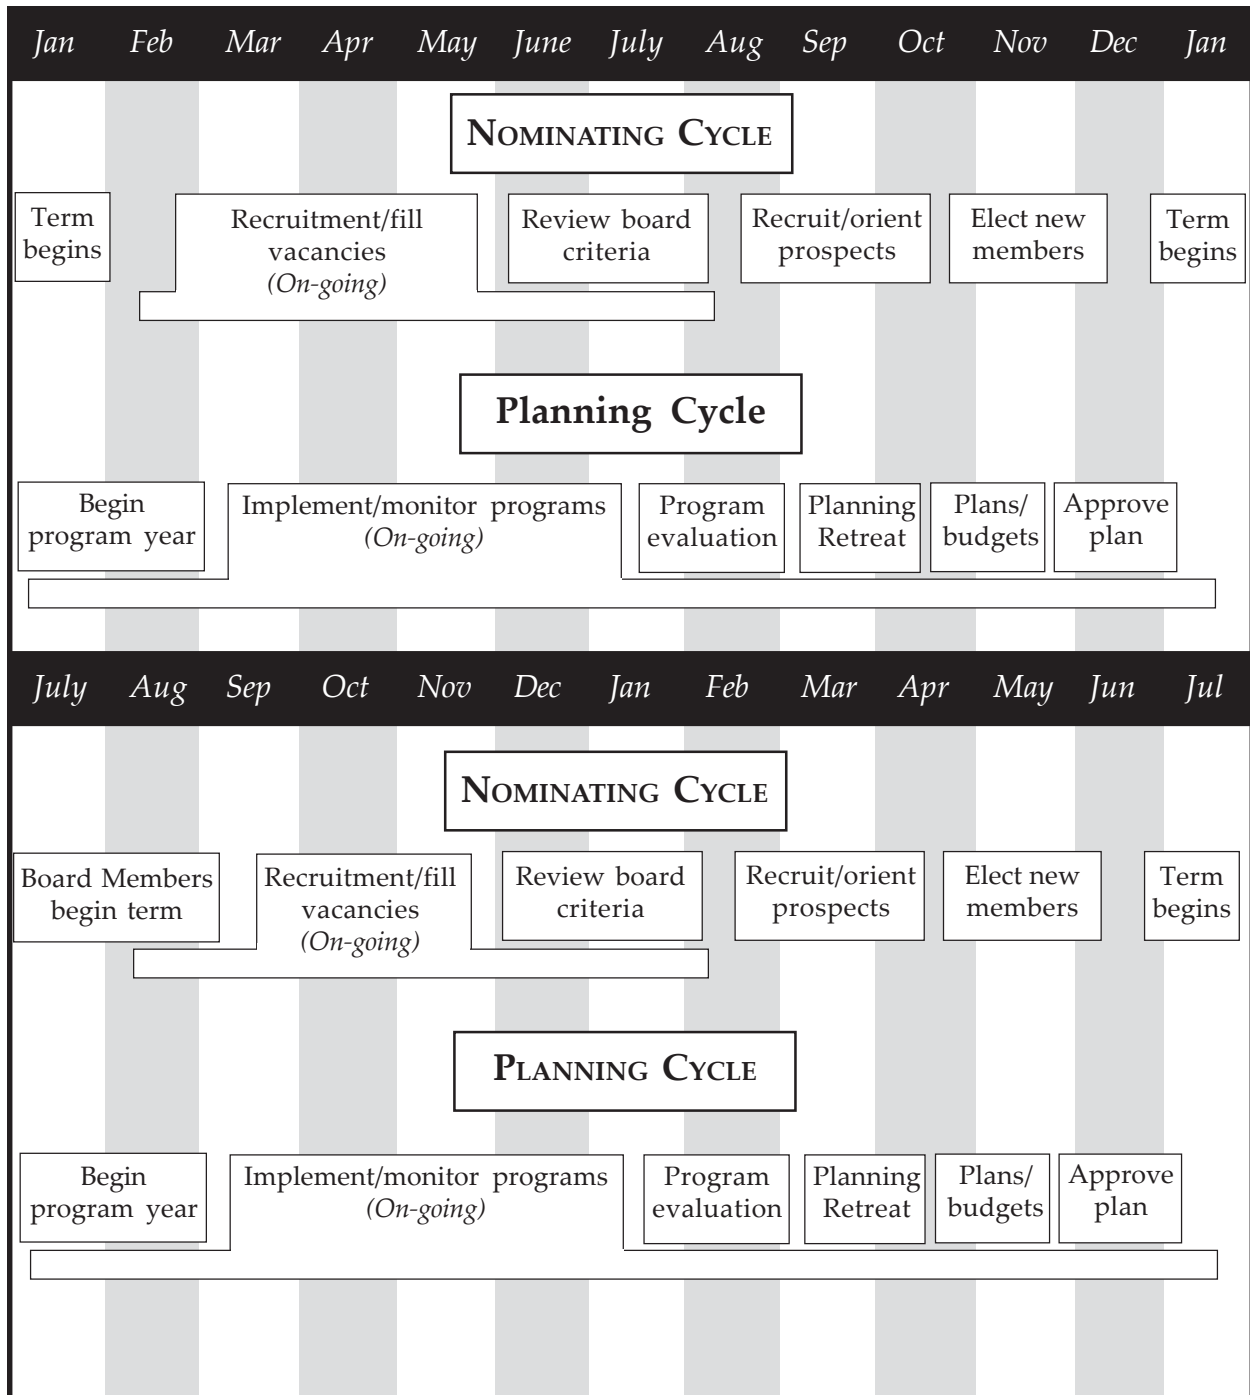 Jan Feb Mar Apr May June July Aug Sep Oct Nov Dec Jan
NOMINATING CYCLE
Term
begins
Recruitment/fill
vacancies
(On-going)
Review board
criteria
Recruit/orient
prospects
Elect new
members
Term
begins
Planning Cycle
Begin
program year
Implement/monitor programs
(On-going)
Program
evaluation
Planning
Retreat
Plans/
budgets
Approve
plan
July Aug Sep Oct Nov Dec Jan Feb Mar Apr May Jun Jul
NOMINATING CYCLE
Board Members
begin term
Recruitment/fill
vacancies
(On-going)
Review board
criteria
Recruit/orient
prospects
Elect new
members
Term
begins
PLANNING CYCLE
Begin
program year
Implement/monitor programs
(On-going)
Program
evaluation
Planning
Retreat
Plans/
budgets
Approve
plan